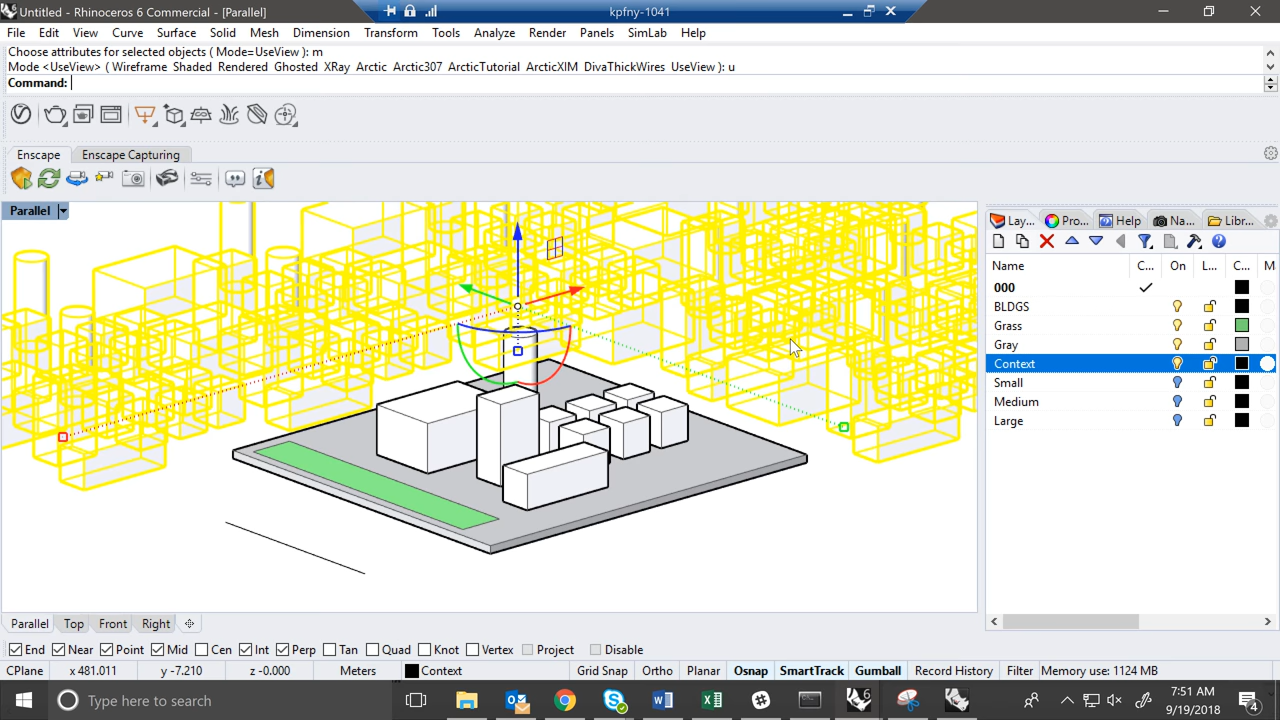 Untitled - Rhinoceros 6 Commercial - [Parallel]
kpfny-1041
File Edit View Curve Surface Solid Mesh Dimension Transform Tools Analyze Render Panels SimLab Help
Choose attributes for selected objects ( Mode=UseView ): m
Mode <UseView> ( Wireframe Shaded Rendered Ghosted XRay Arctic Arctic307 ArcticTutorial ArcticXIM DivaThickWires UseView ): u
Command:
Enscape Enscape Capturing
Parallel
Lay... Pro... Help Na... Libr...
Name C... On L... C... M
000
BLDGS
Grass
Gray
Context
Small
Medium
Large
Parallel Top Front Right
End Near Point Mid Cen Int Perp Tan Quad Knot Vertex Project Disable
CPlane x 481.011 y -7.210 z -0.000 Meters Context Grid Snap Ortho Planar Osnap SmartTrack Gumball Record History Filter Memory use: 1124 MB
Type here to search
7:51 AM
9/19/2018
4